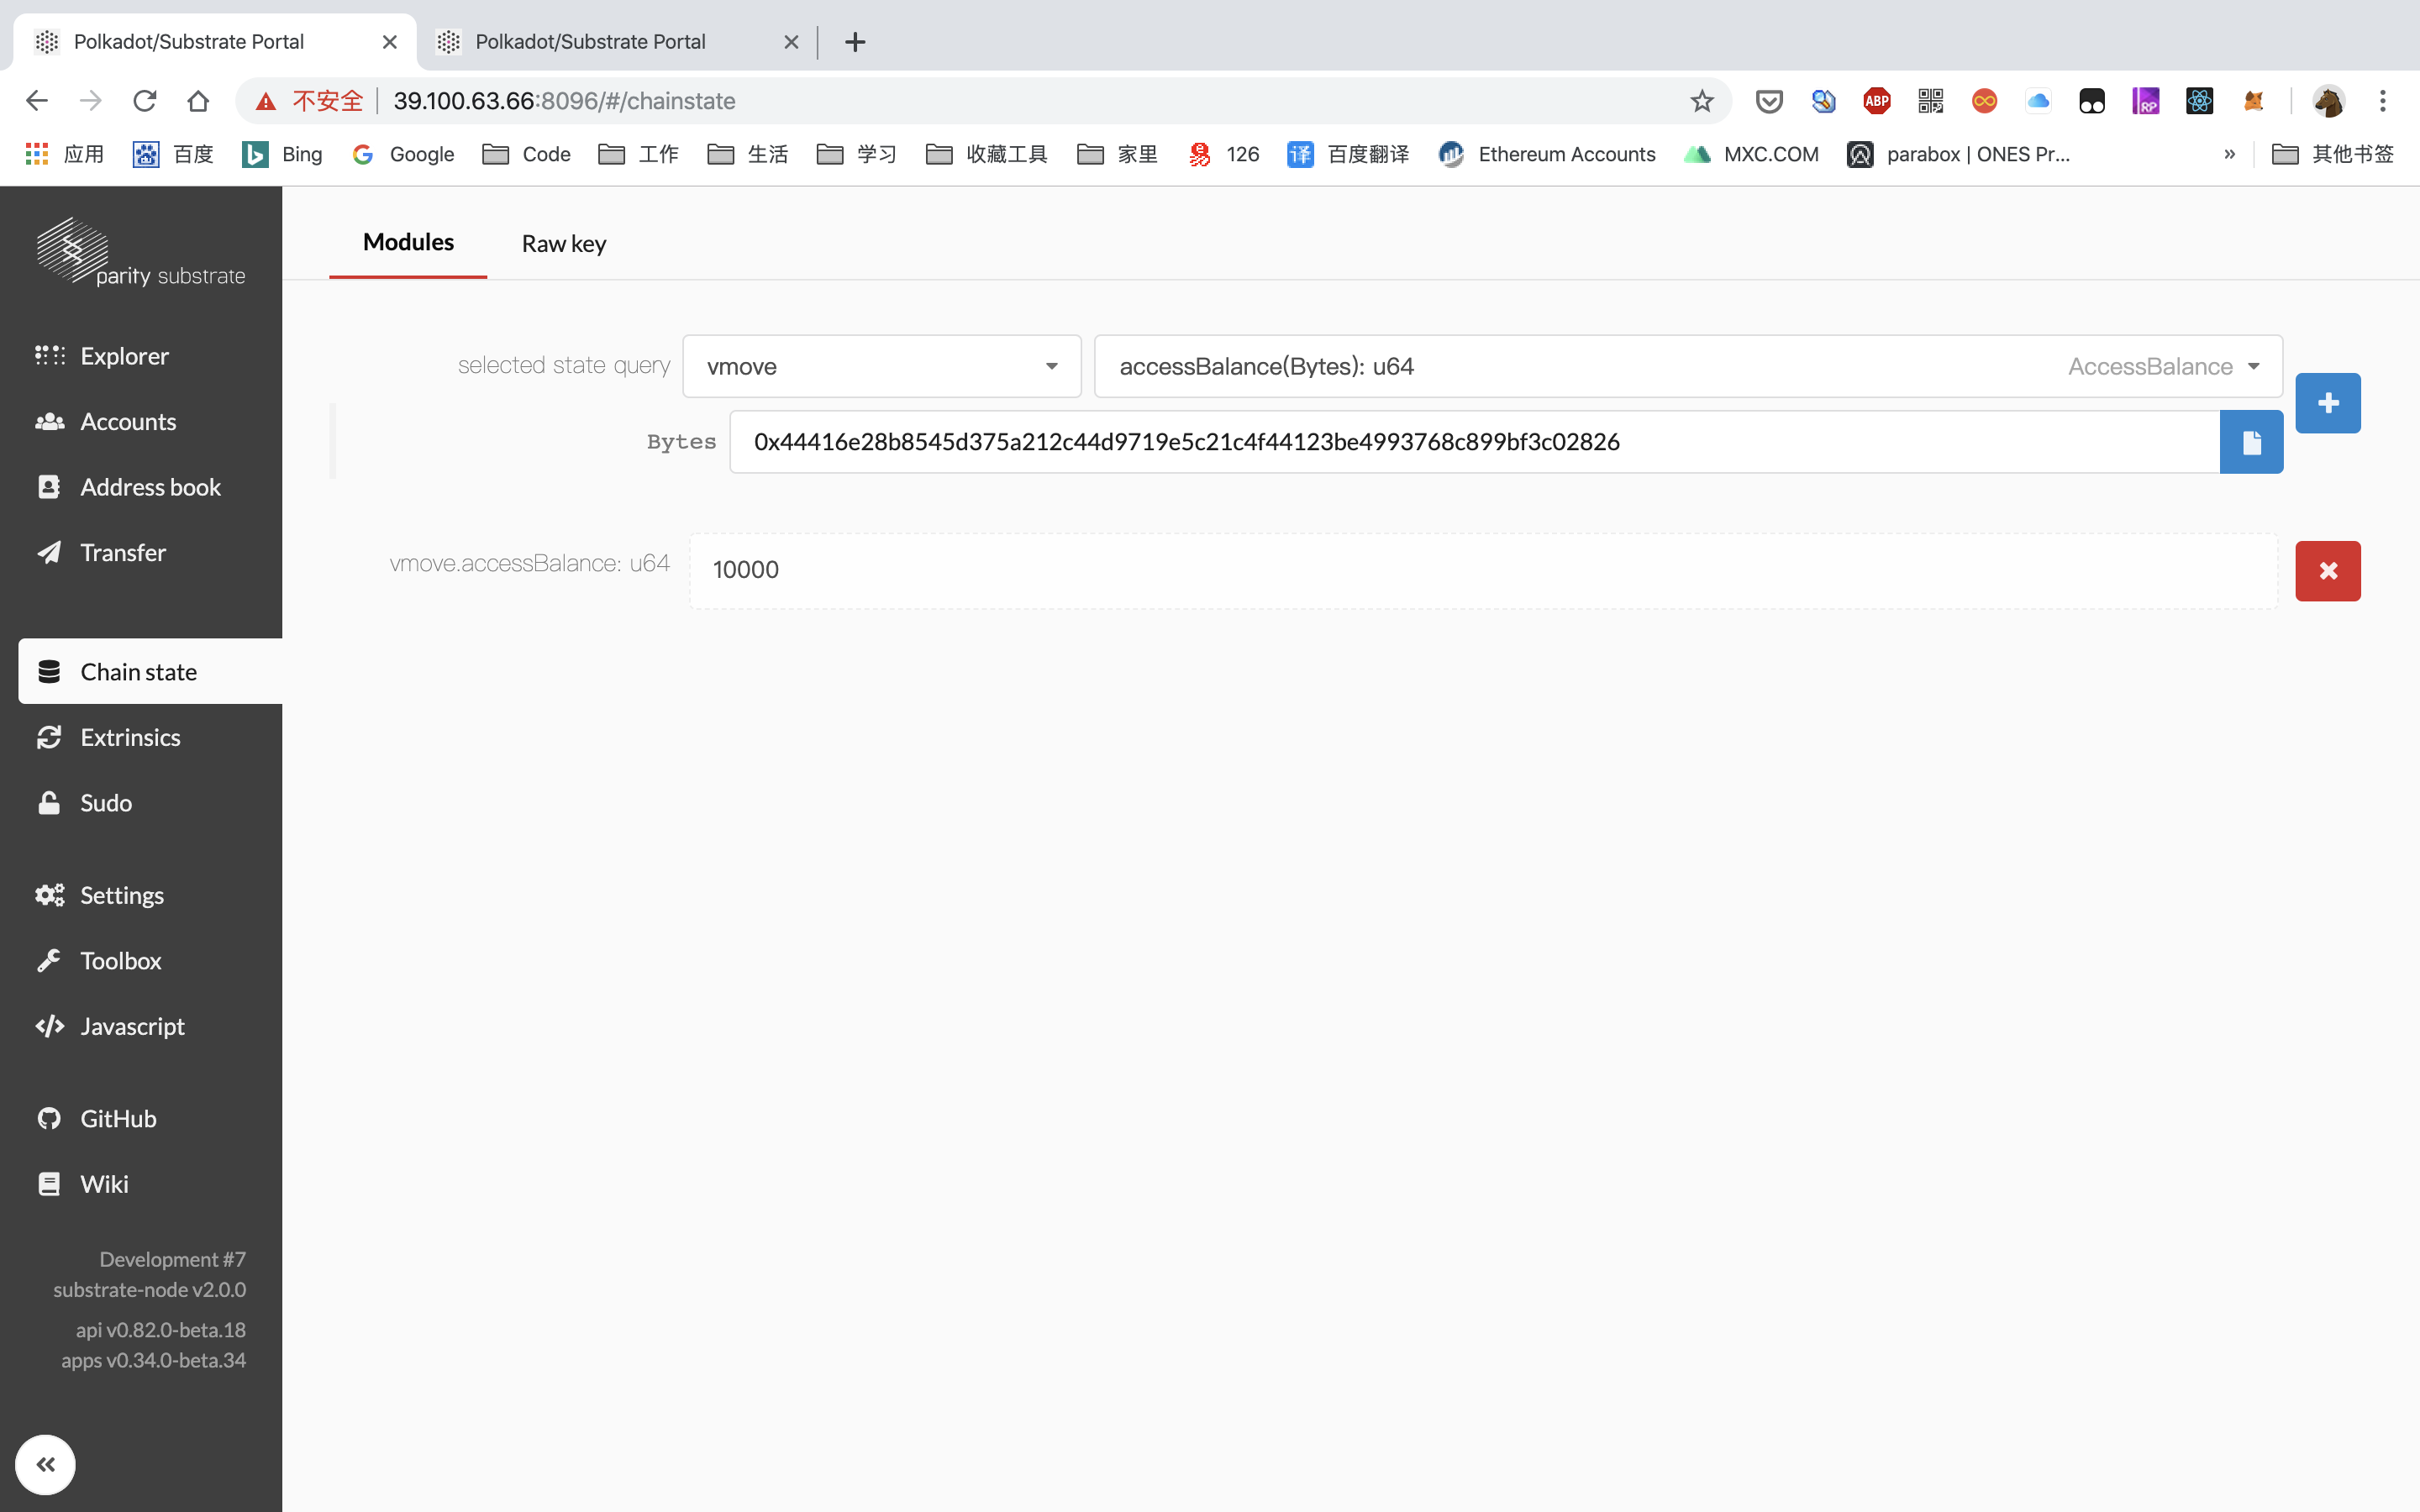 Polkadot/Substrate Portal
Polkadot/Substrate Portal
不安全
39.100.63.66:8096/#/chainstate
ABP
RP
应用
百度
Bing
Google
Code
工作
生活
学习
收藏工具
家里
126
译
百度翻译
Ethereum Accounts
MXC.COM
parabox | ONES Pr...
»
其他书签
parity substrate
Explorer
Accounts
Address book
Transfer
Chain state
Extrinsics
Sudo
Settings
Toolbox
Javascript
GitHub
Wiki
Development #7
substrate-node v2.0.0
api v0.82.0-beta.18
apps v0.34.0-beta.34
Modules
Raw key
selected state query
vmove
accessBalance(Bytes): u64
AccessBalance
Bytes
0x44416e28b8545d375a212c44d9719e5c21c4f44123be4993768c899bf3c02826
vmove.accessBalance: u64
10000